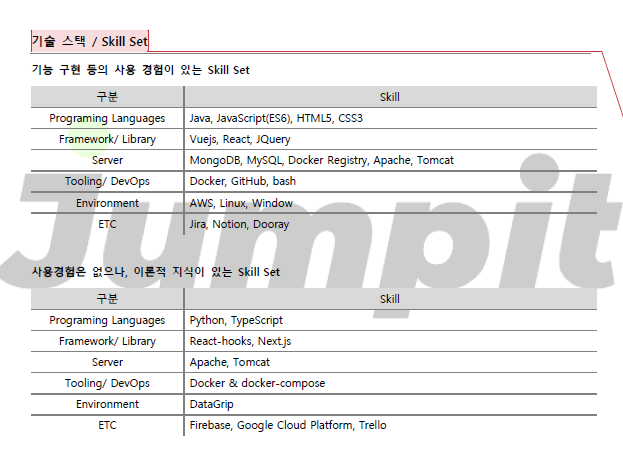 기술 스택 / Skill Set
기능 구현 등의 사용 경험이 있는 Skill Set
구분 Skill
Programing Languages Java, JavaScript(ES6), HTML5, CSS3
Framework/ Library Vuejs, React, JQuery
Server MongoDB, MySQL, Docker Registry, Apache, Tomcat
Tooling/ DevOps Docker, GitHub, bash
Environment AWS, Linux, Window
ETC Jira, Notion, Dooray
Jumpit
사용경험은 없으나, 이론적 지식이 있는 Skill Set
구분 Skill
Programing Languages Python, TypeScript
Framework/ Library React-hooks, Next.js
Server Apache, Tomcat
Tooling/ DevOps Docker & docker-compose
Environment DataGrip
ETC Firebase, Google Cloud Platform, Trello